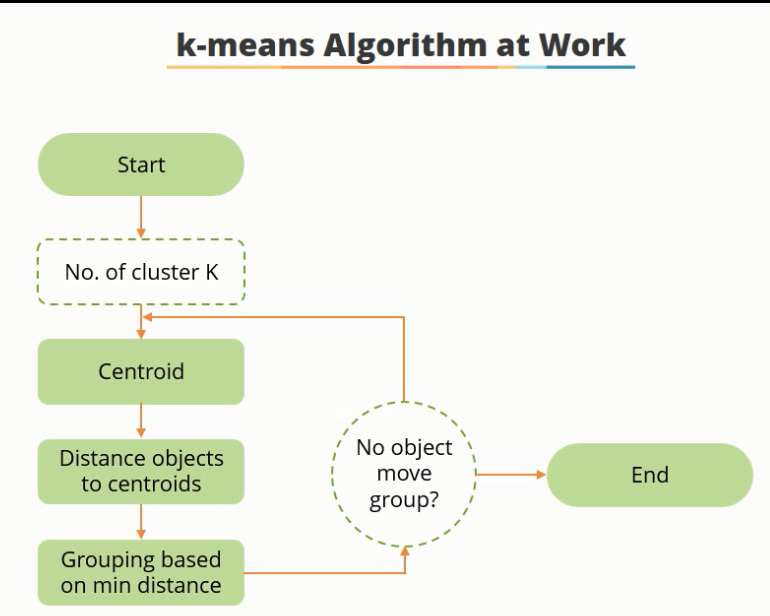 k-means Algorithm at Work
Start
No. of cluster K
Centroid
Distance objects
to centroids
Grouping based
on min distance
No object
move
group?
End